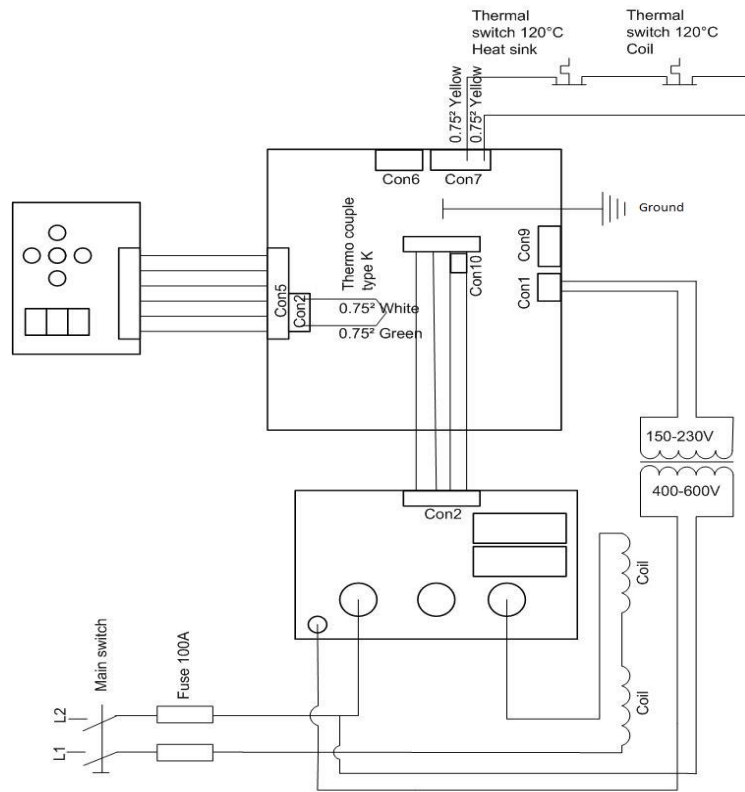 Thermal
switch 120°C
Heat sink
Thermal
switch 120°C
Coil
0.75² Yellow
0.75² Yellow
Con6
Con7
Ground
Thermo couple
type K
Con9
Con10
Con1
Con5
Con2
0.75² White
0.75² Green
150-230V
400-600V
Con2
Coil
Coil
Main switch
Fuse 100A
L2
L1